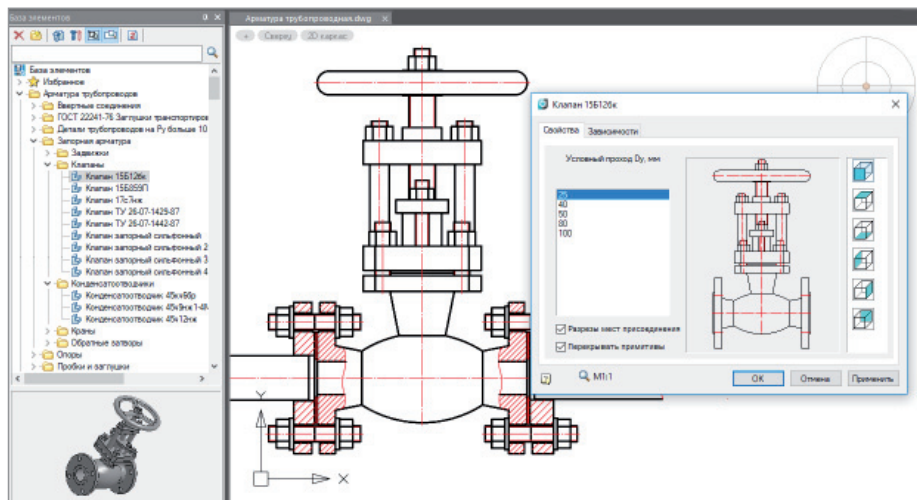 База элементов
База элементов
Избранное
Арматура трубопроводов
Ввертные соединения
ГОСТ 22241-76 Заглушки транспортиров
Детали трубопроводов на Ру больше 10
Запорная арматура
Задвижки
Клапаны
Клапан 15Б126к
Клапан 15Б859П
Клапан 17с7нж
Клапан ТУ 26-07-1429-87
Клапан ТУ 26-07-1442-87
Клапан запорный сильфонный
Клапан запорный сильфонный 2
Клапан запорный сильфонный 3
Клапан запорный сильфонный 4
Конденсатоотводчики
Конденсатоотводчик
Конденсатоотводчик
Конденсатоотводчик 45ч12нж
Краны
Обратные затворы
Опоры
Пробки и заглушки
Арматура трубопроводная.dwg
Сверху
2D каркас
Y
X
Клапан 15Б126к
Свойства
Зависимости
Условный проход Dy, мм
25
40
50
80
100
Разрезы мест присоединения
Перекрывать примитивы
M1:1
OK
Отмена
Применить